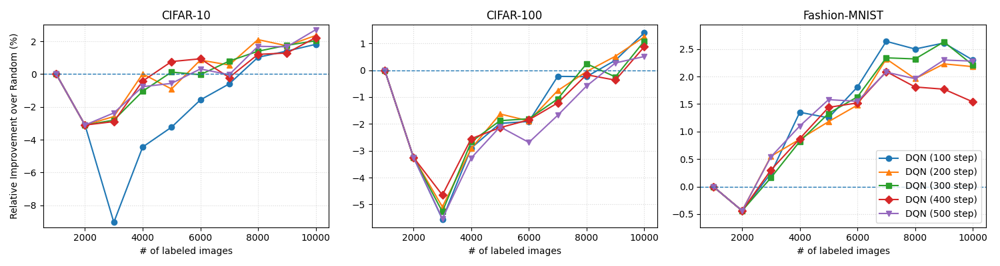 CIFAR-10
CIFAR-100
Fashion-MNIST
Relative Improvement over Random (%)
2
0
−2
−4
−6
−8
2000 4000 6000 8000 10000
# of labeled images
1
0
−1
−2
−3
−4
−5
2000 4000 6000 8000 10000
# of labeled images
2.5
2.0
1.5
1.0
0.5
0.0
−0.5
2000 4000 6000 8000 10000
# of labeled images
DQN (100 step)
DQN (200 step)
DQN (300 step)
DQN (400 step)
DQN (500 step)